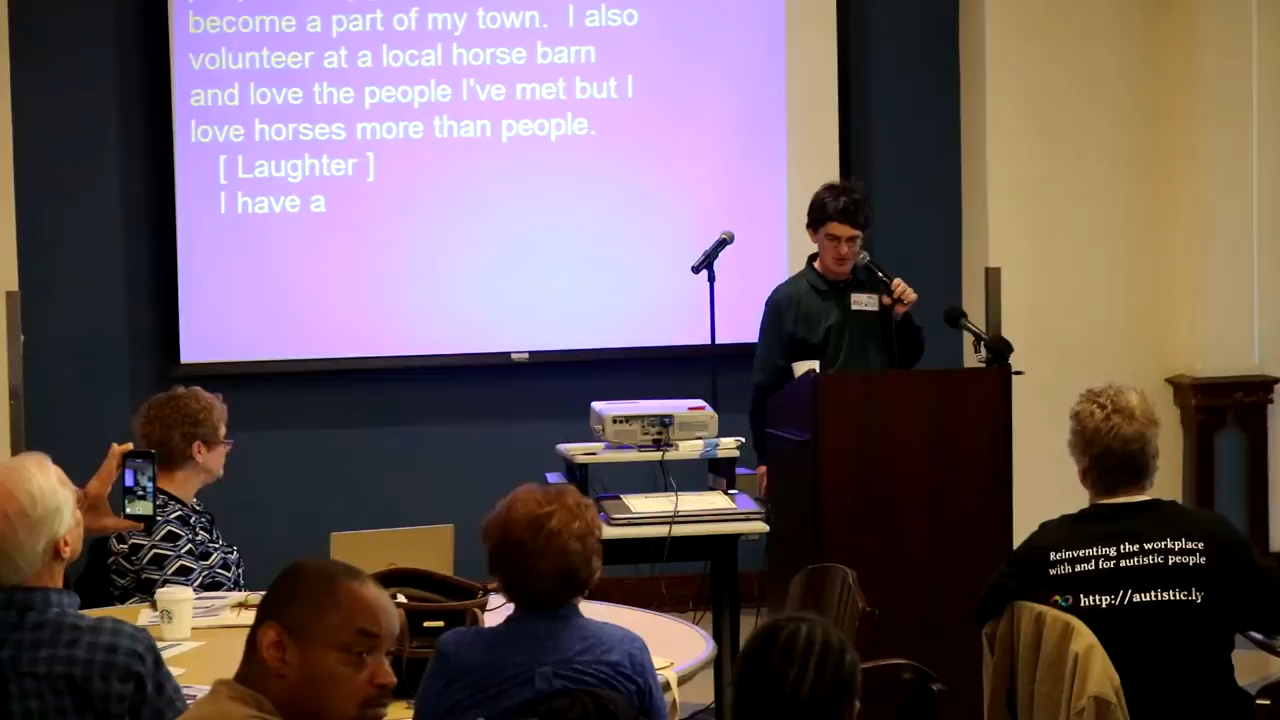 become a part of my town. I also
volunteer at a local horse barn
and love the people I've met but I
love horses more than people.
[ Laughter ]
I have a
Reinventing the workplace
with and for autistic people
http://autistic.ly